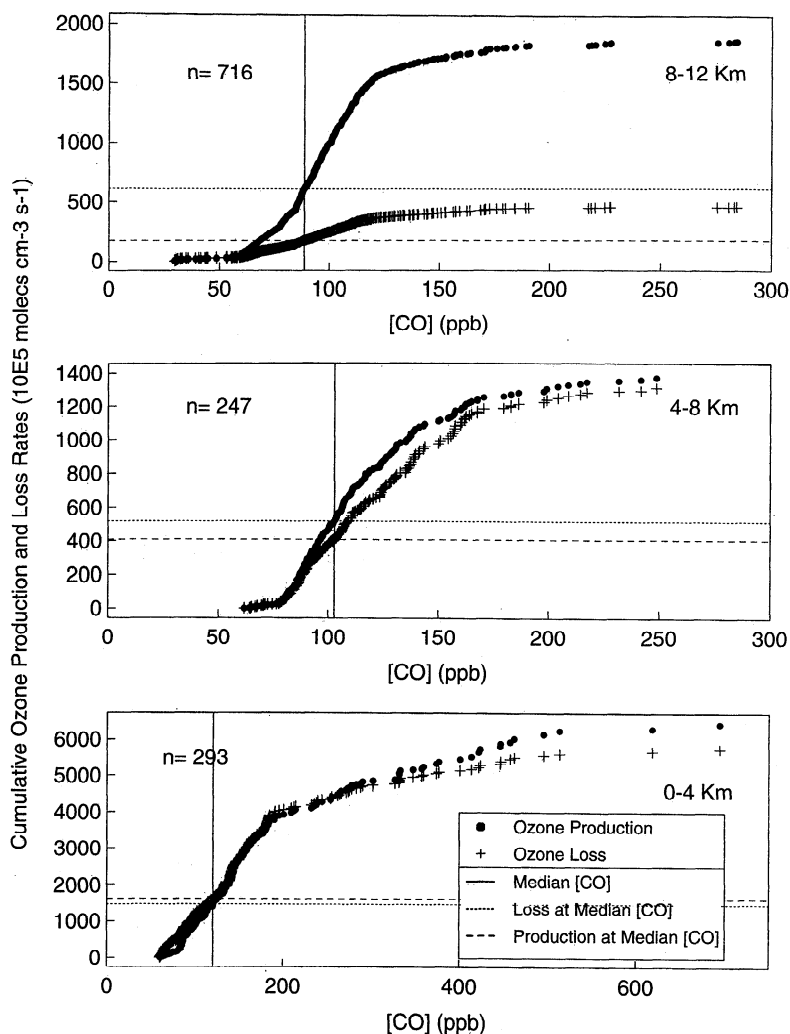 Cumulative Ozone Production and Loss Rates (10E5 molecs cm-3 s-1)
2000
1500
1000
500
0
n= 716
8-12 Km
0 50 100 150 200 250 300
[CO] (ppb)
1400
1200
1000
800
600
400
200
0
n= 247
4-8 Km
0 50 100 150 200 250 300
[CO] (ppb)
6000
5000
4000
3000
2000
1000
0
n= 293
0-4 Km
Ozone Production
Ozone Loss
Median [CO]
Loss at Median [CO]
Production at Median [CO]
0 200 400 600
[CO] (ppb)